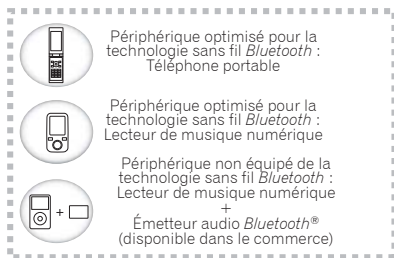 Périphérique optimisé pour la
technologie sans fil Bluetooth :
Téléphone portable
Périphérique optimisé pour la
technologie sans fil Bluetooth :
Lecteur de musique numérique
Périphérique non équipé de la
technologie sans fil Bluetooth :
Lecteur de musique numérique
+
+
Émetteur audio Bluetooth®
(disponible dans le commerce)